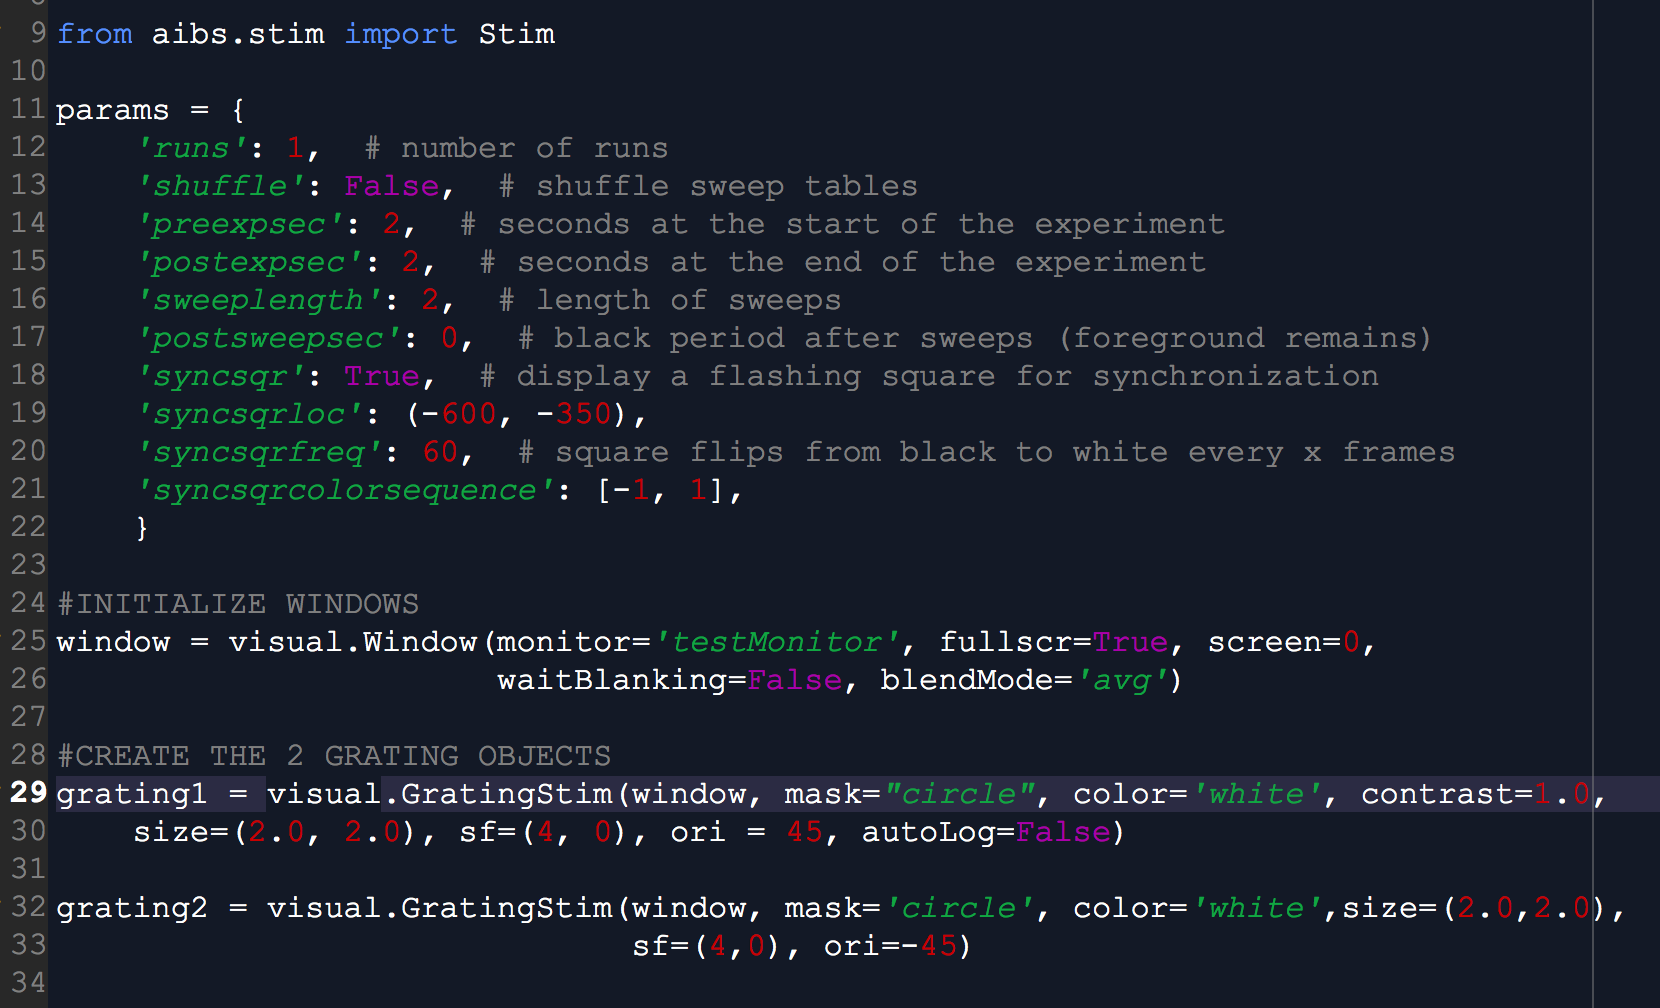 9 from aibs.stim import Stim
10
11 params = {
12     'runs': 1,  # number of runs
13     'shuffle': False,  # shuffle sweep tables
14     'preexpsec': 2,  # seconds at the start of the experiment
15     'postexpsec': 2,  # seconds at the end of the experiment
16     'sweeplength': 2,  # length of sweeps
17     'postsweepsec': 0,  # black period after sweeps (foreground remains)
18     'syncsqr': True,  # display a flashing square for synchronization
19     'syncsqrloc': (-600, -350),
20     'syncsqrfreq': 60,  # square flips from black to white every x frames
21     'syncsqrcolorsequence': [-1, 1],
22     }
23
24 #INITIALIZE WINDOWS
25 window = visual.Window(monitor='testMonitor', fullscr=True, screen=0,
26                        waitBlanking=False, blendMode='avg')
27
28 #CREATE THE 2 GRATING OBJECTS
29 grating1 = visual.GratingStim(window, mask="circle", color='white', contrast=1.0,
30     size=(2.0, 2.0), sf=(4, 0), ori = 45, autoLog=False)
31
32 grating2 = visual.GratingStim(window, mask='circle', color='white',size=(2.0,2.0),
33                               sf=(4,0), ori=-45)
34